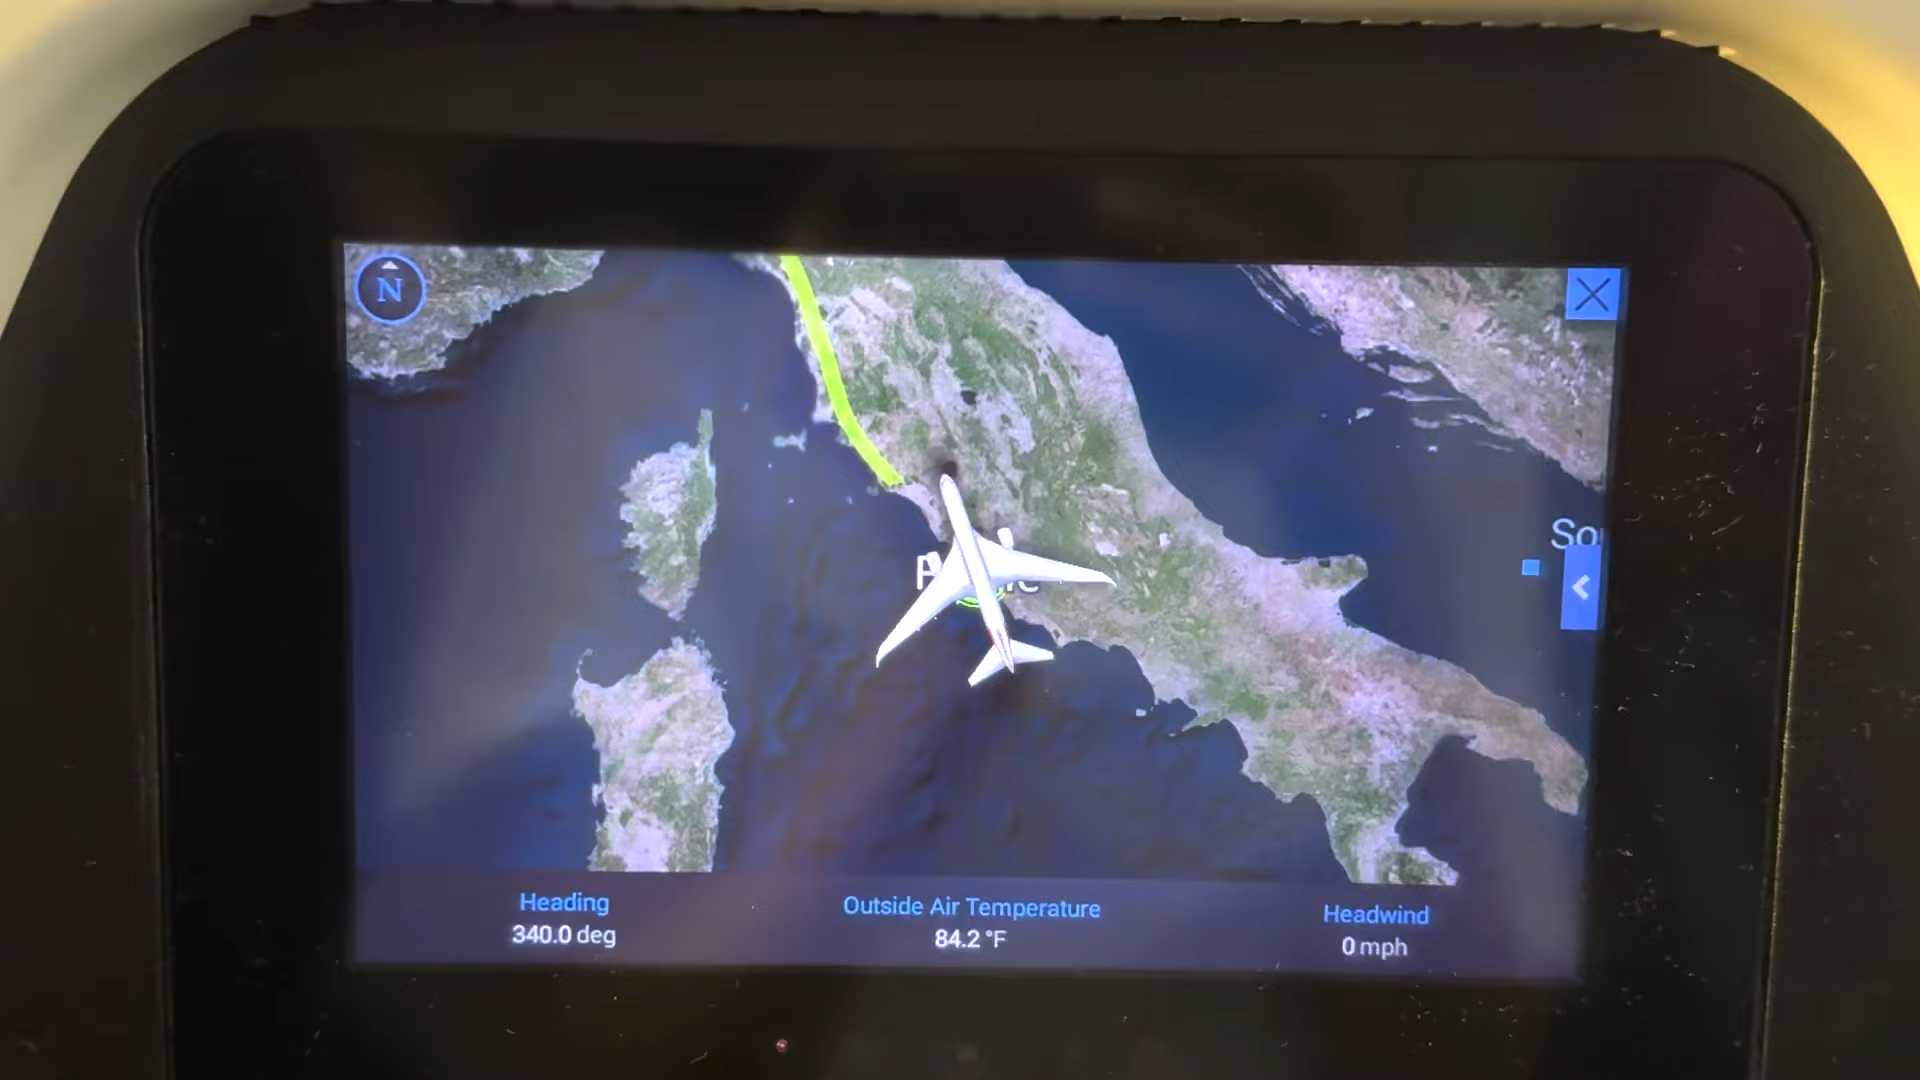 N
Heading
340.0 deg
Outside Air Temperature
84.2 °F
Headwind
0 mph